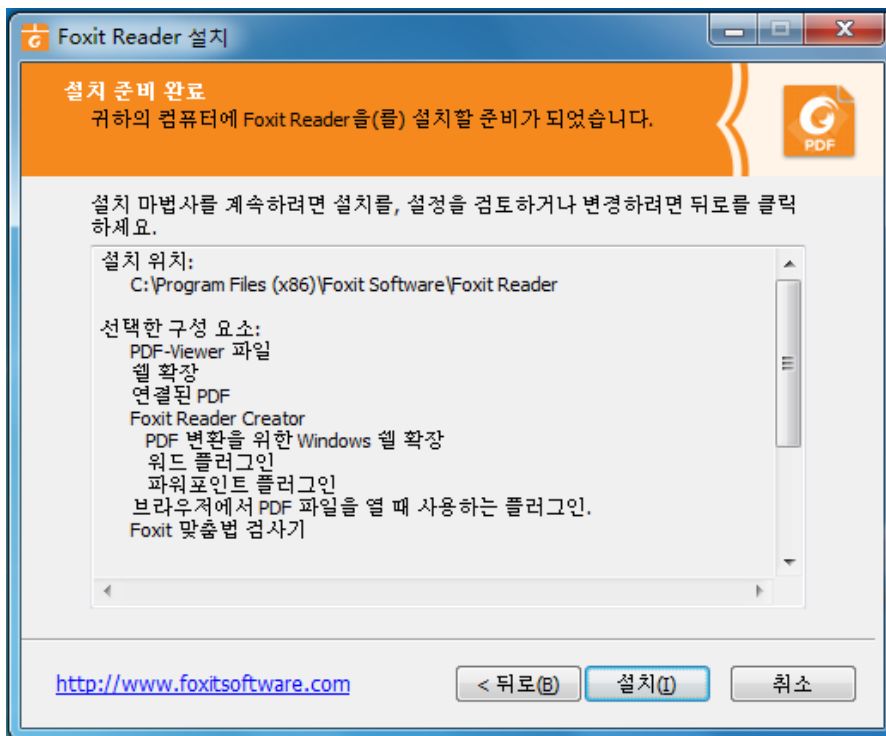 Foxit Reader 설치
설치 준비 완료
귀하의 컴퓨터에 Foxit Reader을(를) 설치할 준비가 되었습니다.
PDF
설치 마법사를 계속하려면 설치를, 설정을 검토하거나 변경하려면 뒤로를 클릭
하세요.
설치 위치:
C:\Program Files (x86)\Foxit Software\Foxit Reader
선택한 구성 요소:
PDF-Viewer 파일
쉘 확장
연결된 PDF
Foxit Reader Creator
PDF 변환을 위한 Windows 쉘 확장
워드 플러그인
파워포인트 플러그인
브라우저에서 PDF 파일을 열 때 사용하는 플러그인.
Foxit 맞춤법 검사기
http://www.foxitsoftware.com
< 뒤로(B) 설치(I) 취소